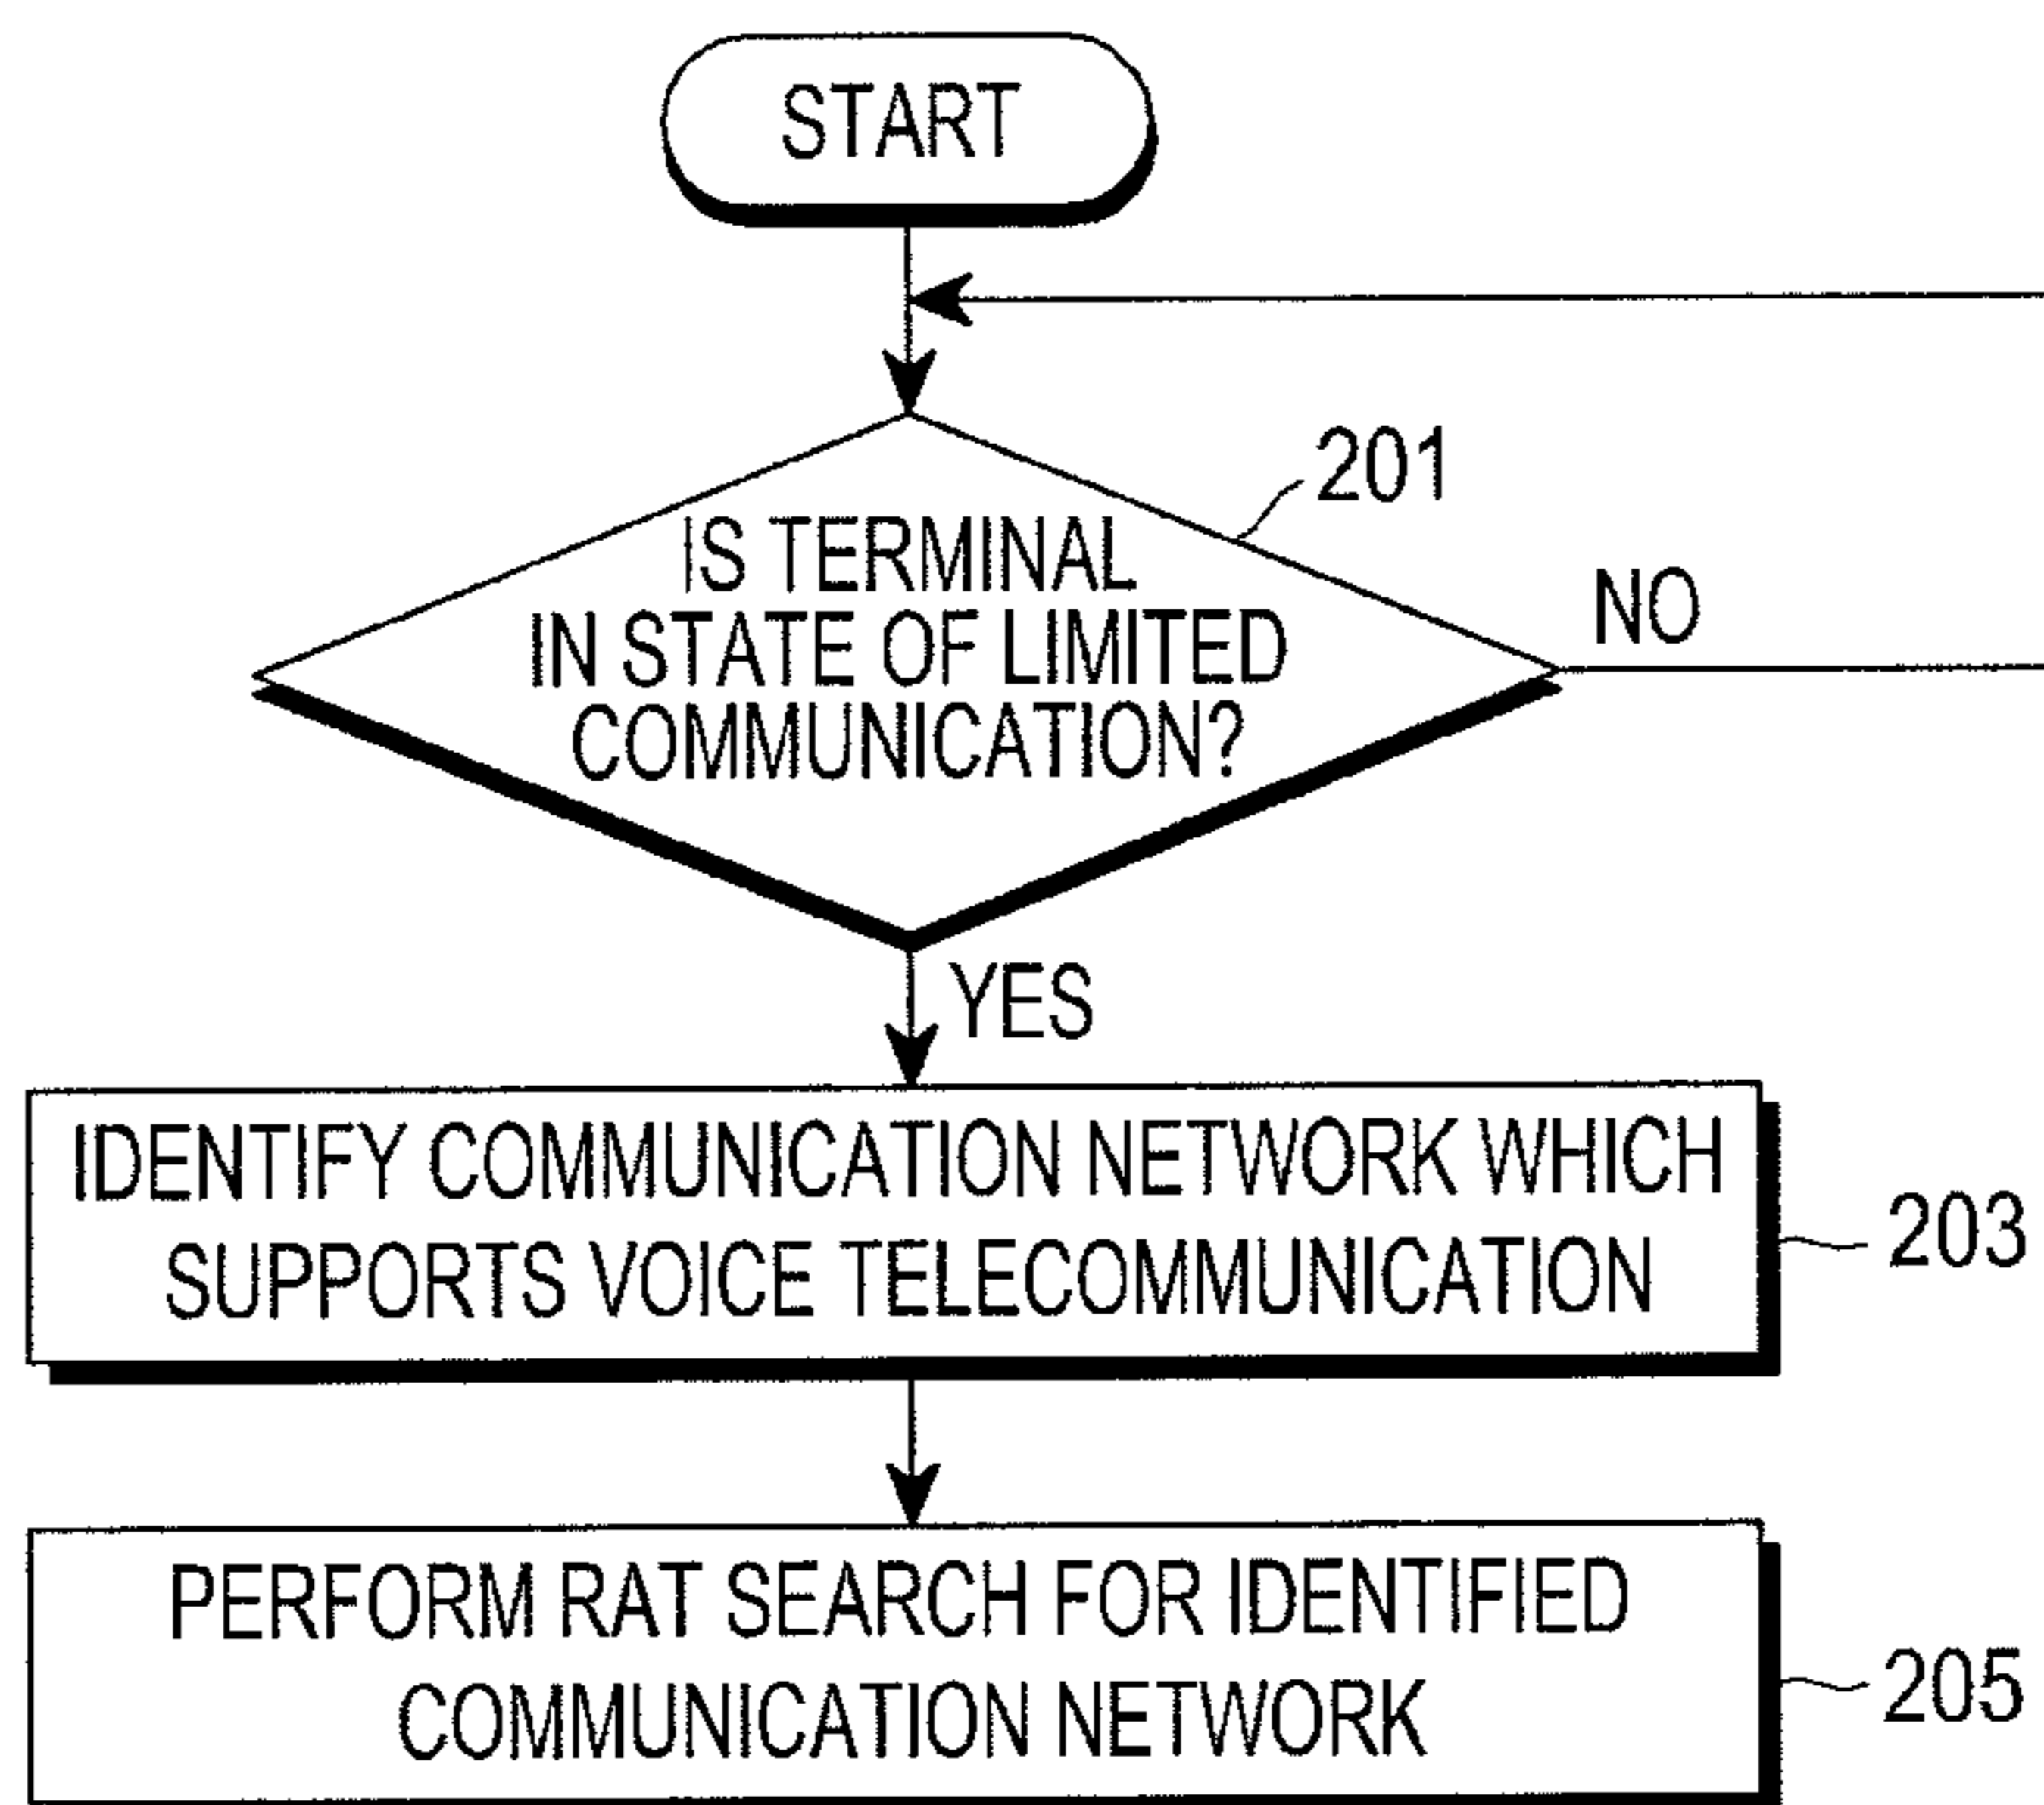 START
201
IS TERMINAL
IN STATE OF LIMITED
COMMUNICATION?
NO
YES
IDENTIFY COMMUNICATION NETWORK WHICH
SUPPORTS VOICE TELECOMMUNICATION
203
PERFORM RAT SEARCH FOR IDENTIFIED
COMMUNICATION NETWORK
205